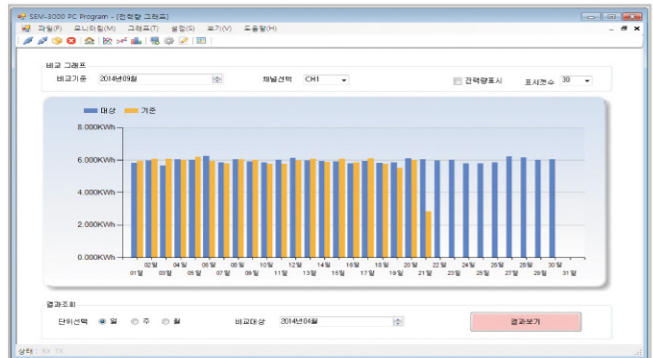 SEM-3000 PC Program - [전력량 그래프]
파일(F) 모니터링(M) 그래프(T) 설정(S) 보기(V) 도움말(H)
비교 그래프
비교기준 2014년09월 채널선택 CH1 전력량표시 표시갯수 30
대상 기준
8.000KWh
6.000KWh
4.000KWh
2.000KWh
0.000KWh
02일 04일 06일 08일 10일 12일 14일 16일 18일 20일 22일 24일 26일 28일 30일
01일 03일 05일 07일 09일 11일 13일 15일 17일 19일 21일 23일 25일 27일 29일 31일
결과조회
단위선택 일 주 월 비교대상 2014년04월 결과보기
상태 : RX TX